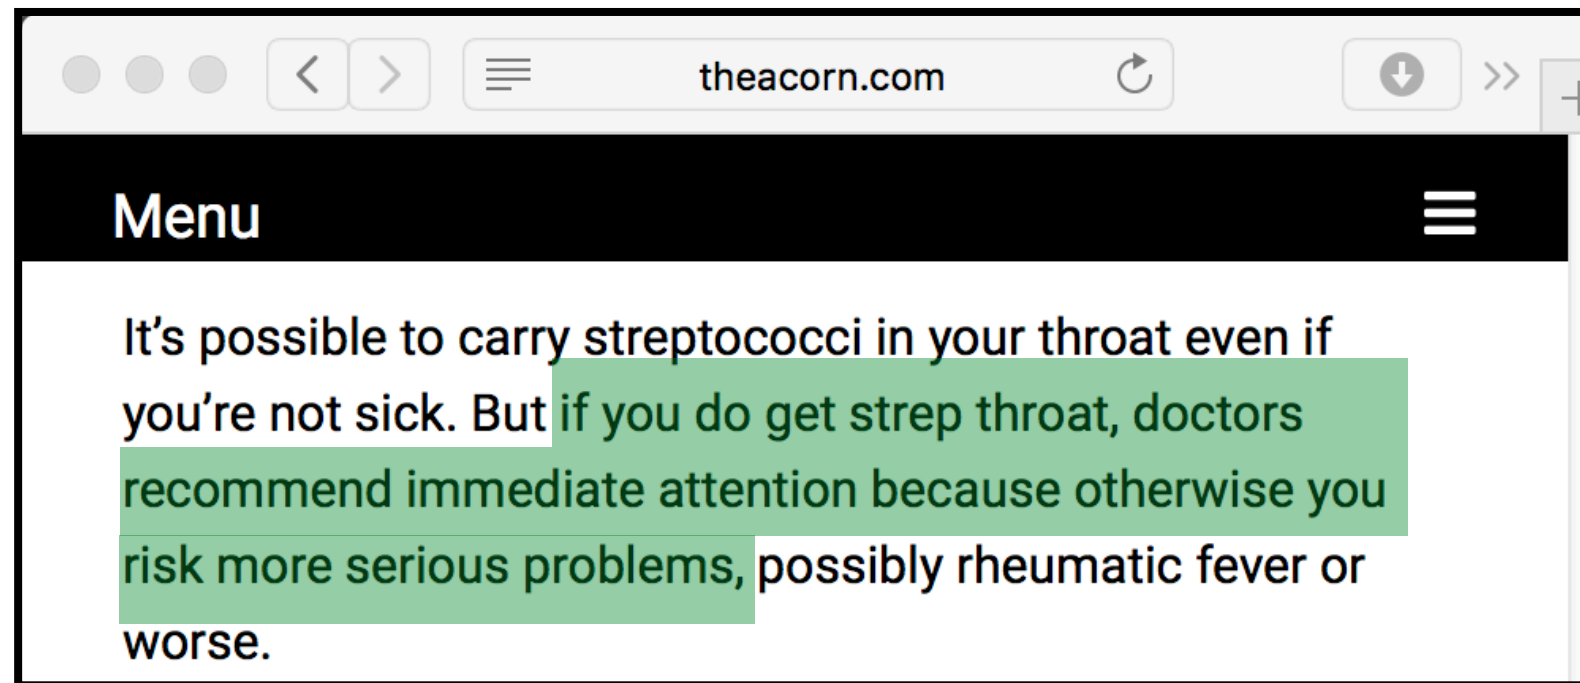 theacorn.com
Menu
It’s possible to carry streptococci in your throat even if
you’re not sick. But if you do get strep throat, doctors
recommend immediate attention because otherwise you
risk more serious problems, possibly rheumatic fever or
worse.